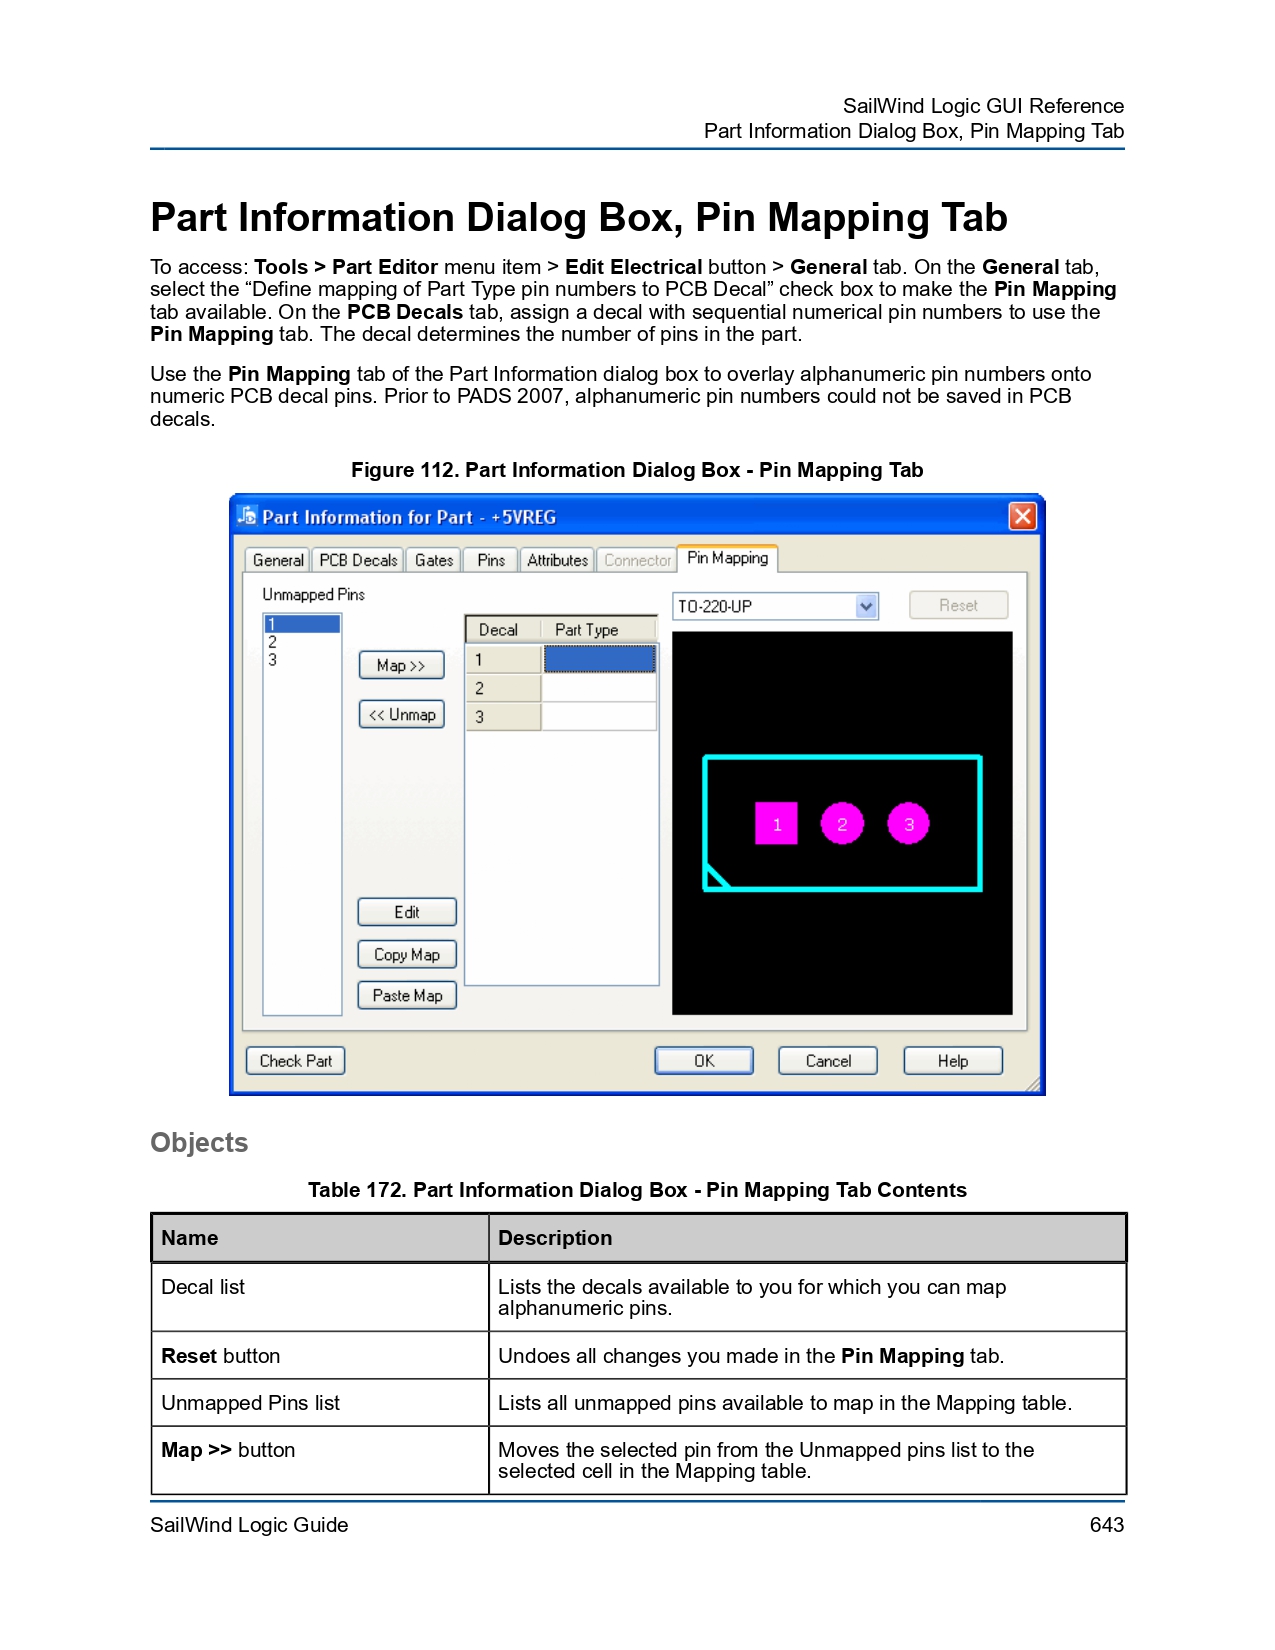 SailWind Logic GUI Reference
Part Information Dialog Box, Pin Mapping Tab
Part Information Dialog Box, Pin Mapping Tab
To access: Tools > Part Editor menu item > Edit Electrical button > General tab. On the General tab,
select the “Define mapping of Part Type pin numbers to PCB Decal” check box to make the Pin Mapping
tab available. On the PCB Decals tab, assign a decal with sequential numerical pin numbers to use the
Pin Mapping tab. The decal determines the number of pins in the part.
Use the Pin Mapping tab of the Part Information dialog box to overlay alphanumeric pin numbers onto
numeric PCB decal pins. Prior to PADS 2007, alphanumeric pin numbers could not be saved in PCB
decals.
Figure 112. Part Information Dialog Box - Pin Mapping Tab
Part Information for Part - +5VREG
General PCB Decals Gates Pins Attributes Connector Pin Mapping
Unmapped Pins
1
2
3
Map >>
<< Unmap
Edit
Copy Map
Paste Map
Decal Part Type
1
2
3
TO-220-UP
Reset
1 2 3
Check Part OK Cancel Help
Objects
Table 172. Part Information Dialog Box - Pin Mapping Tab Contents
Name Description
Decal list Lists the decals available to you for which you can map
alphanumeric pins.
Reset button Undoes all changes you made in the Pin Mapping tab.
Unmapped Pins list Lists all unmapped pins available to map in the Mapping table.
Map >> button Moves the selected pin from the Unmapped pins list to the
selected cell in the Mapping table.
SailWind Logic Guide 643